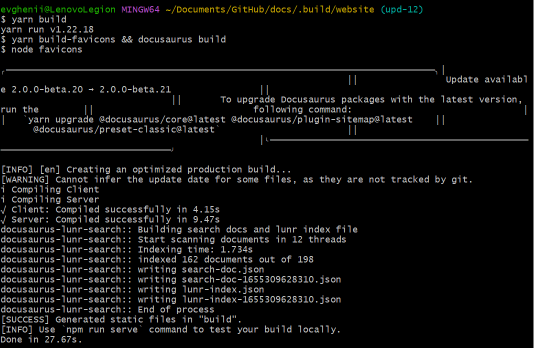 evghenii@LenovoLegion MINGW64 ~/Documents/GitHub/docs/.build/website (upd-12)
$ yarn build
yarn run v1.22.18
$ yarn build-favicons && docusaurus build
$ node favicons
Update availabl
e 2.0.0-beta.20 → 2.0.0-beta.21
To upgrade Docusaurus packages with the latest version,
run the following command:
`yarn upgrade @docusaurus/core@latest @docusaurus/plugin-sitemap@latest
@docusaurus/preset-classic@latest`
[INFO] [en] Creating an optimized production build...
[WARNING] Cannot infer the update date for some files, as they are not tracked by git.
i Compiling Client
i Compiling Server
√ Client: Compiled successfully in 4.15s
√ Server: Compiled successfully in 9.47s
docusaurus-lunr-search:: Building search docs and lunr index file
docusaurus-lunr-search:: Start scanning documents in 12 threads
docusaurus-lunr-search:: Indexing time: 1.734s
docusaurus-lunr-search:: indexed 162 documents out of 198
docusaurus-lunr-search:: writing search-doc.json
docusaurus-lunr-search:: writing search-doc-1655309628310.json
docusaurus-lunr-search:: writing lunr-index.json
docusaurus-lunr-search:: writing lunr-index-1655309628310.json
docusaurus-lunr-search:: End of process
[SUCCESS] Generated static files in "build".
[INFO] Use `npm run serve` command to test your build locally.
Done in 27.67s.